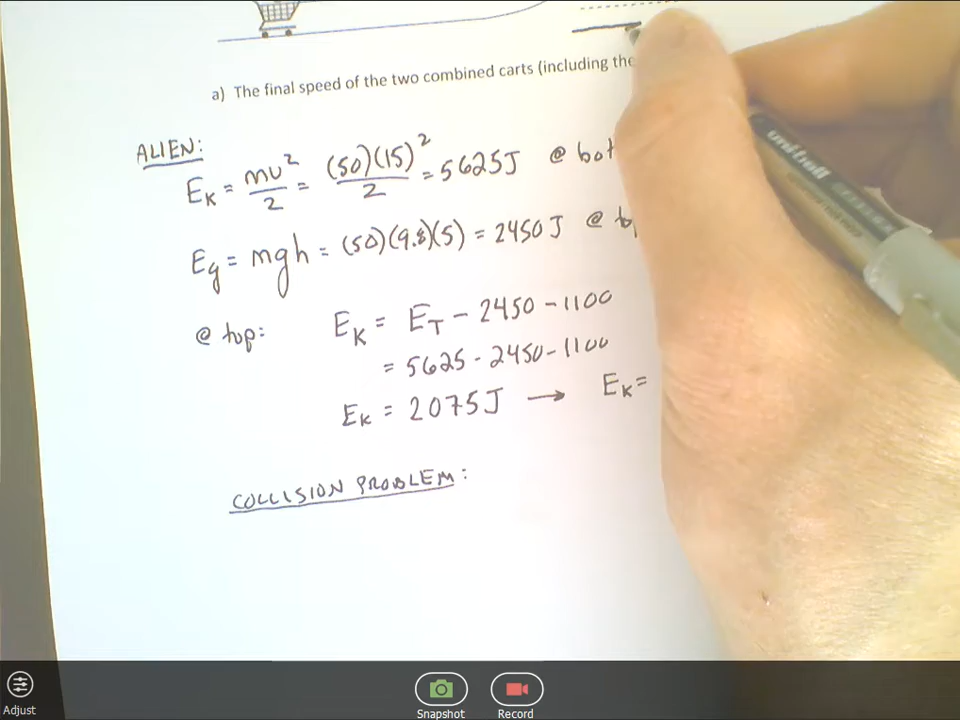 a) The final speed of the two combined carts (including the
ALIEN:
E_K = mv²/2 = (50)(15)²/2 = 5625J @ bot
E_g = mgh = (50)(9.8)(5) = 2450 J @
@ top: E_K = E_T - 2450 - 1100
= 5625 - 2450 - 1100
E_K = 2075J → E_K =
COLLISION PROBLEM:
uni-ball
Adjust
Snapshot
Record